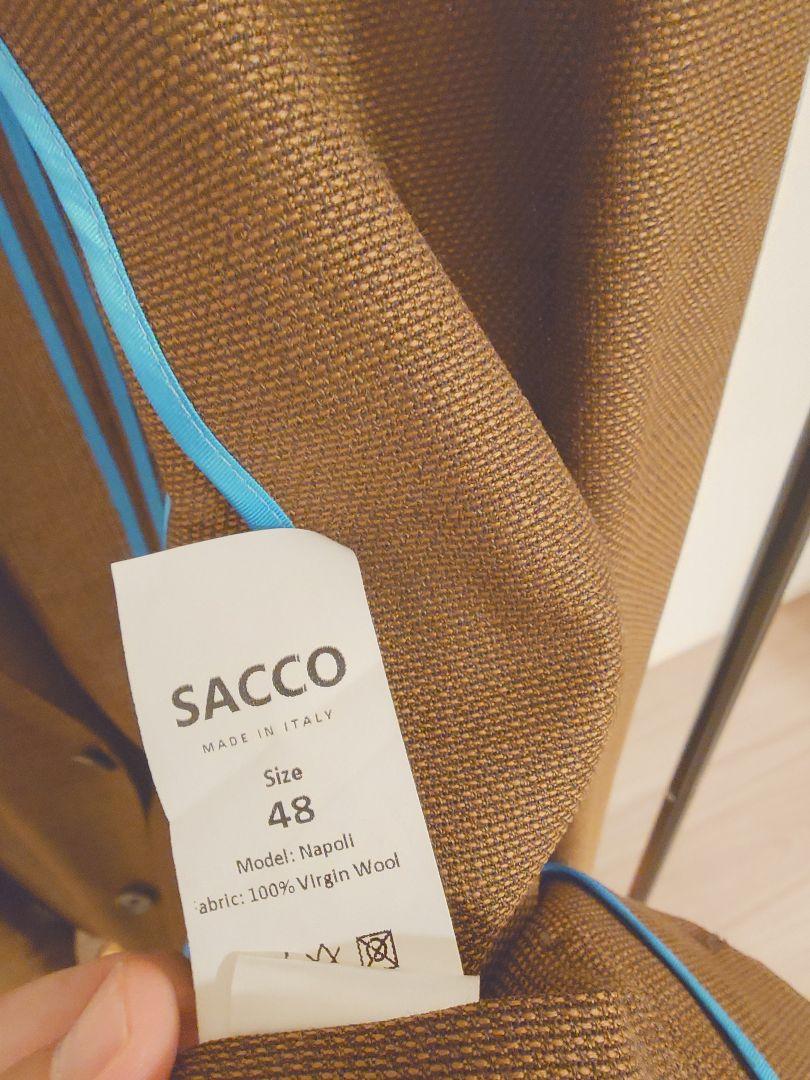 SACCO
MADE IN ITALY
Size
48
Model: Napoli
abric: 100% Virgin Wool